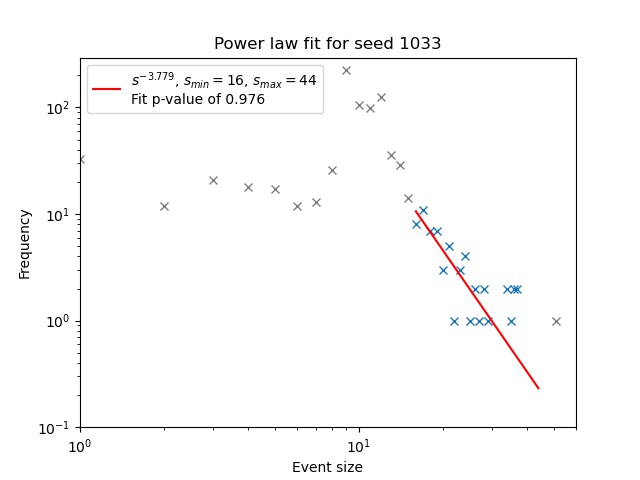 Power law fit for seed 1033
s^{-3.779}, s_{min} = 16, s_{max} = 44
Fit p-value of 0.976
Frequency
10^2
10^1
10^0
10^{-1}
10^0
10^1
Event size